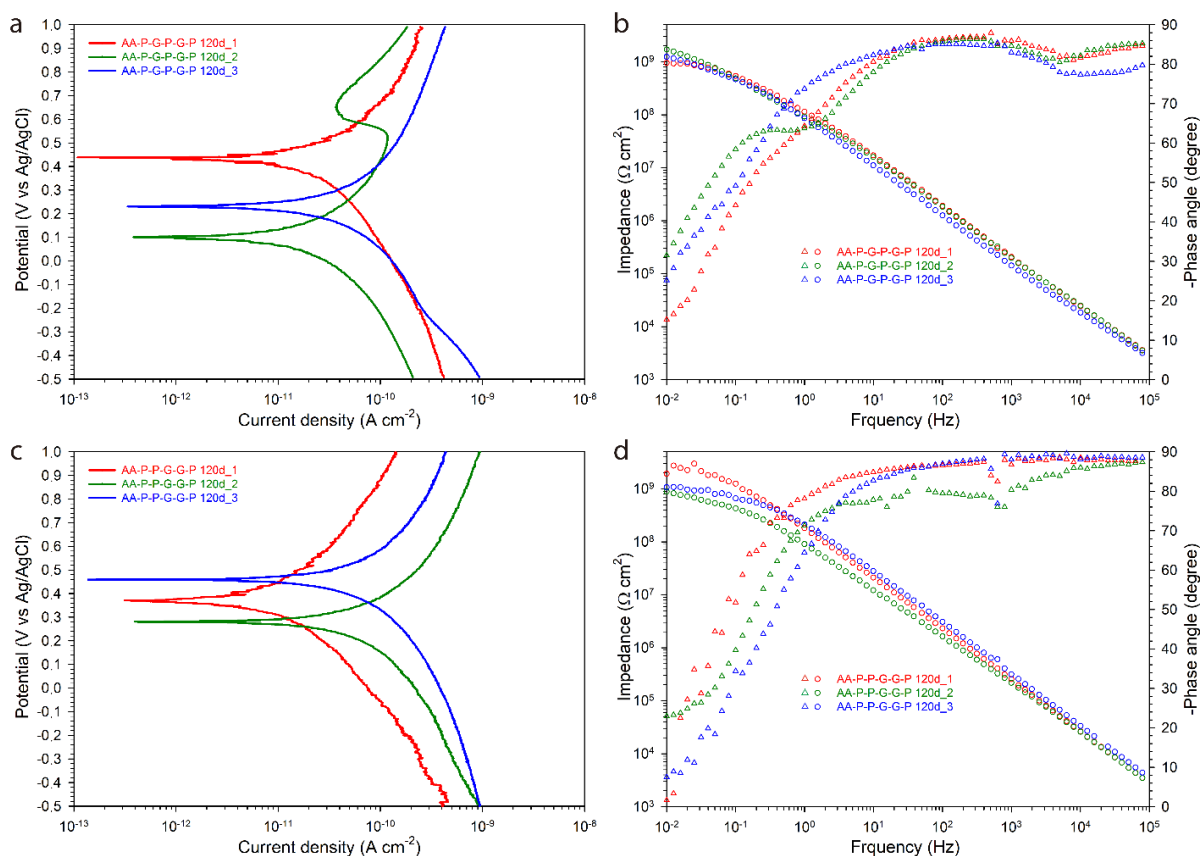 a
1.0
0.9
0.8
0.7
0.6
0.5
0.4
0.3
0.2
0.1
0.0
-0.1
-0.2
-0.3
-0.4
-0.5
Potential (V vs Ag/AgCl)
AA-P-G-P-G-P 120d_1
AA-P-G-P-G-P 120d_2
AA-P-G-P-G-P 120d_3
10-13 10-12 10-11 10-10 10-9 10-8
Current density (A cm-2)
b
109
108
107
106
105
104
103
Impedance (Ω cm2)
AA-P-G-P-G-P 120d_1
AA-P-G-P-G-P 120d_2
AA-P-G-P-G-P 120d_3
90
80
70
60
50
40
30
20
10
0
-Phase angle (degree)
10-2 10-1 100 101 102 103 104 105
Frquency (Hz)
c
1.0
0.9
0.8
0.7
0.6
0.5
0.4
0.3
0.2
0.1
0.0
-0.1
-0.2
-0.3
-0.4
-0.5
Potential (V vs Ag/AgCl)
AA-P-P-G-G-P 120d_1
AA-P-P-G-G-P 120d_2
AA-P-P-G-G-P 120d_3
10-13 10-12 10-11 10-10 10-9 10-8
Current density (A cm-2)
d
109
108
107
106
105
104
103
Impedance (Ω cm2)
AA-P-P-G-G-P 120d_1
AA-P-P-G-G-P 120d_2
AA-P-P-G-G-P 120d_3
90
80
70
60
50
40
30
20
10
0
-Phase angle (degree)
10-2 10-1 100 101 102 103 104 105
Frquency (Hz)